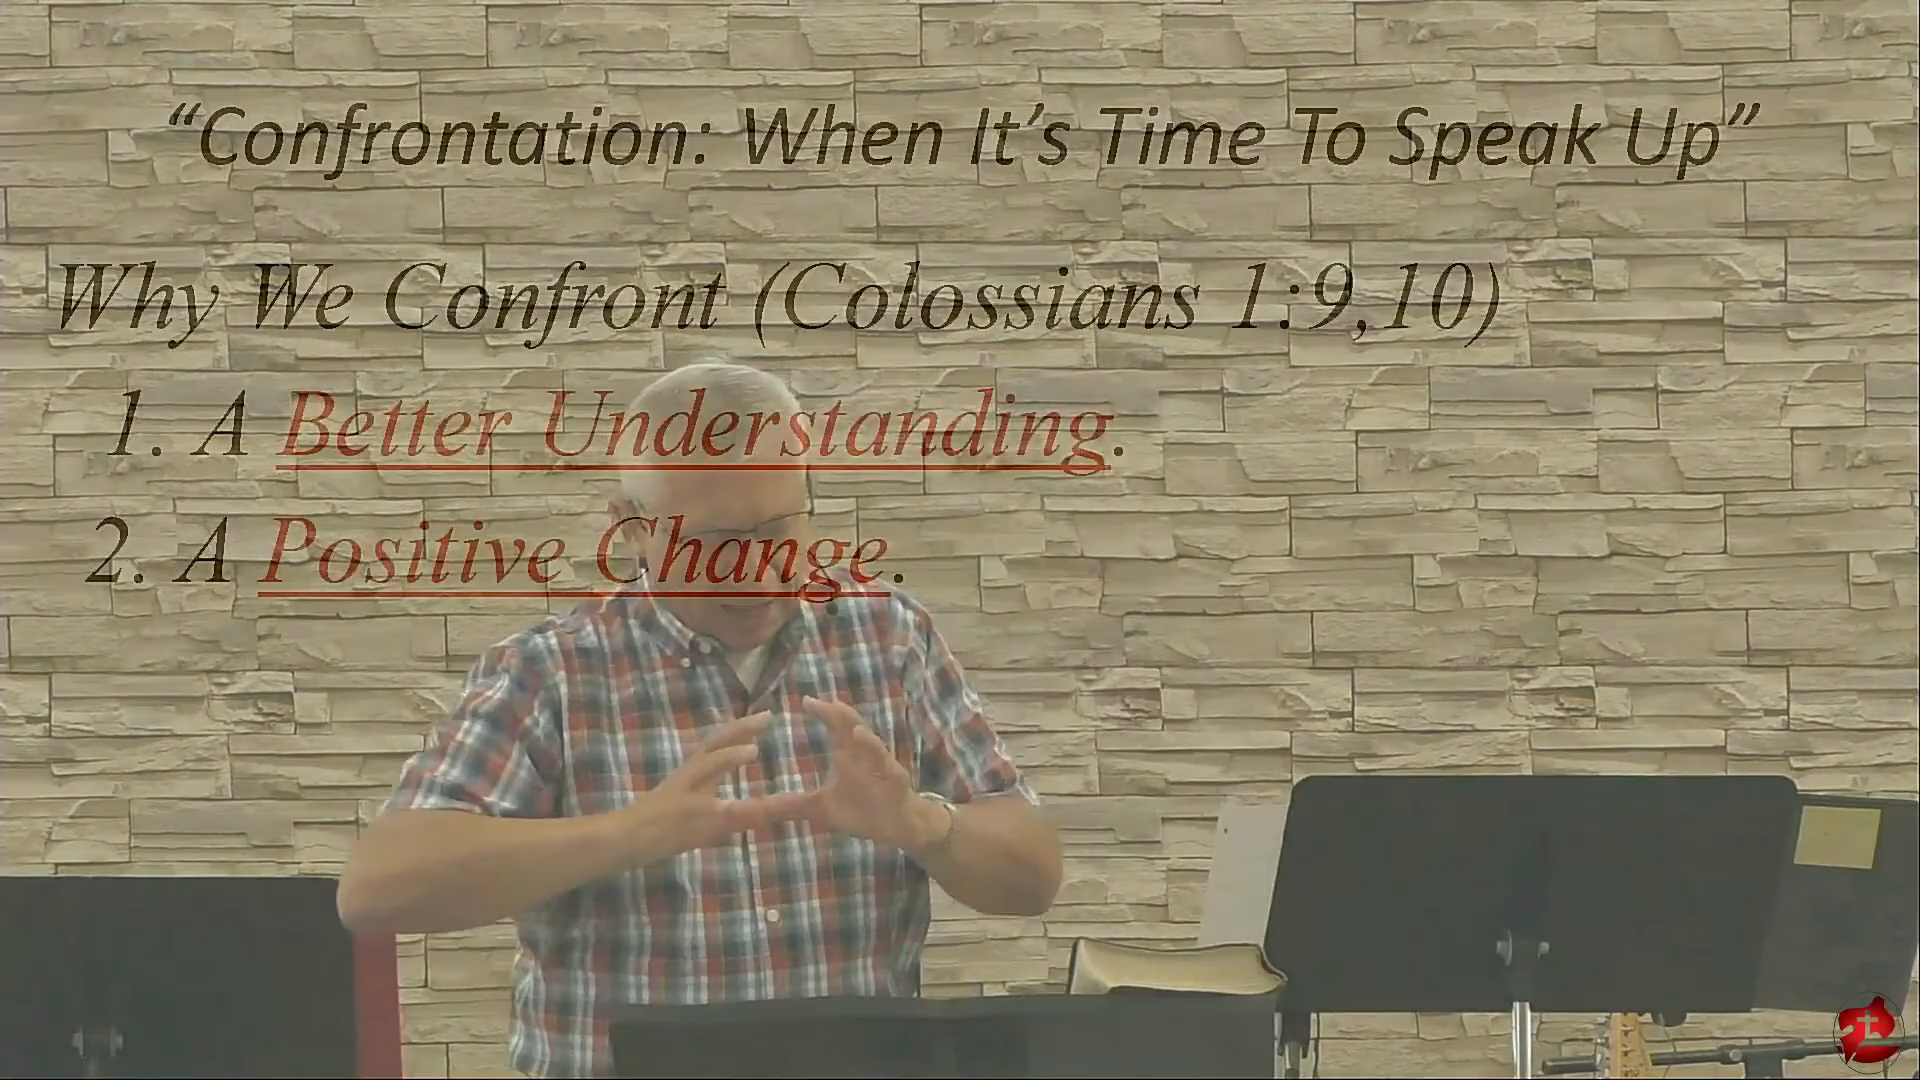 “Confrontation: When It’s Time To Speak Up”
Why We Confront (Colossians 1:9,10)
1. A Better Understanding.
2. A Positive Change.